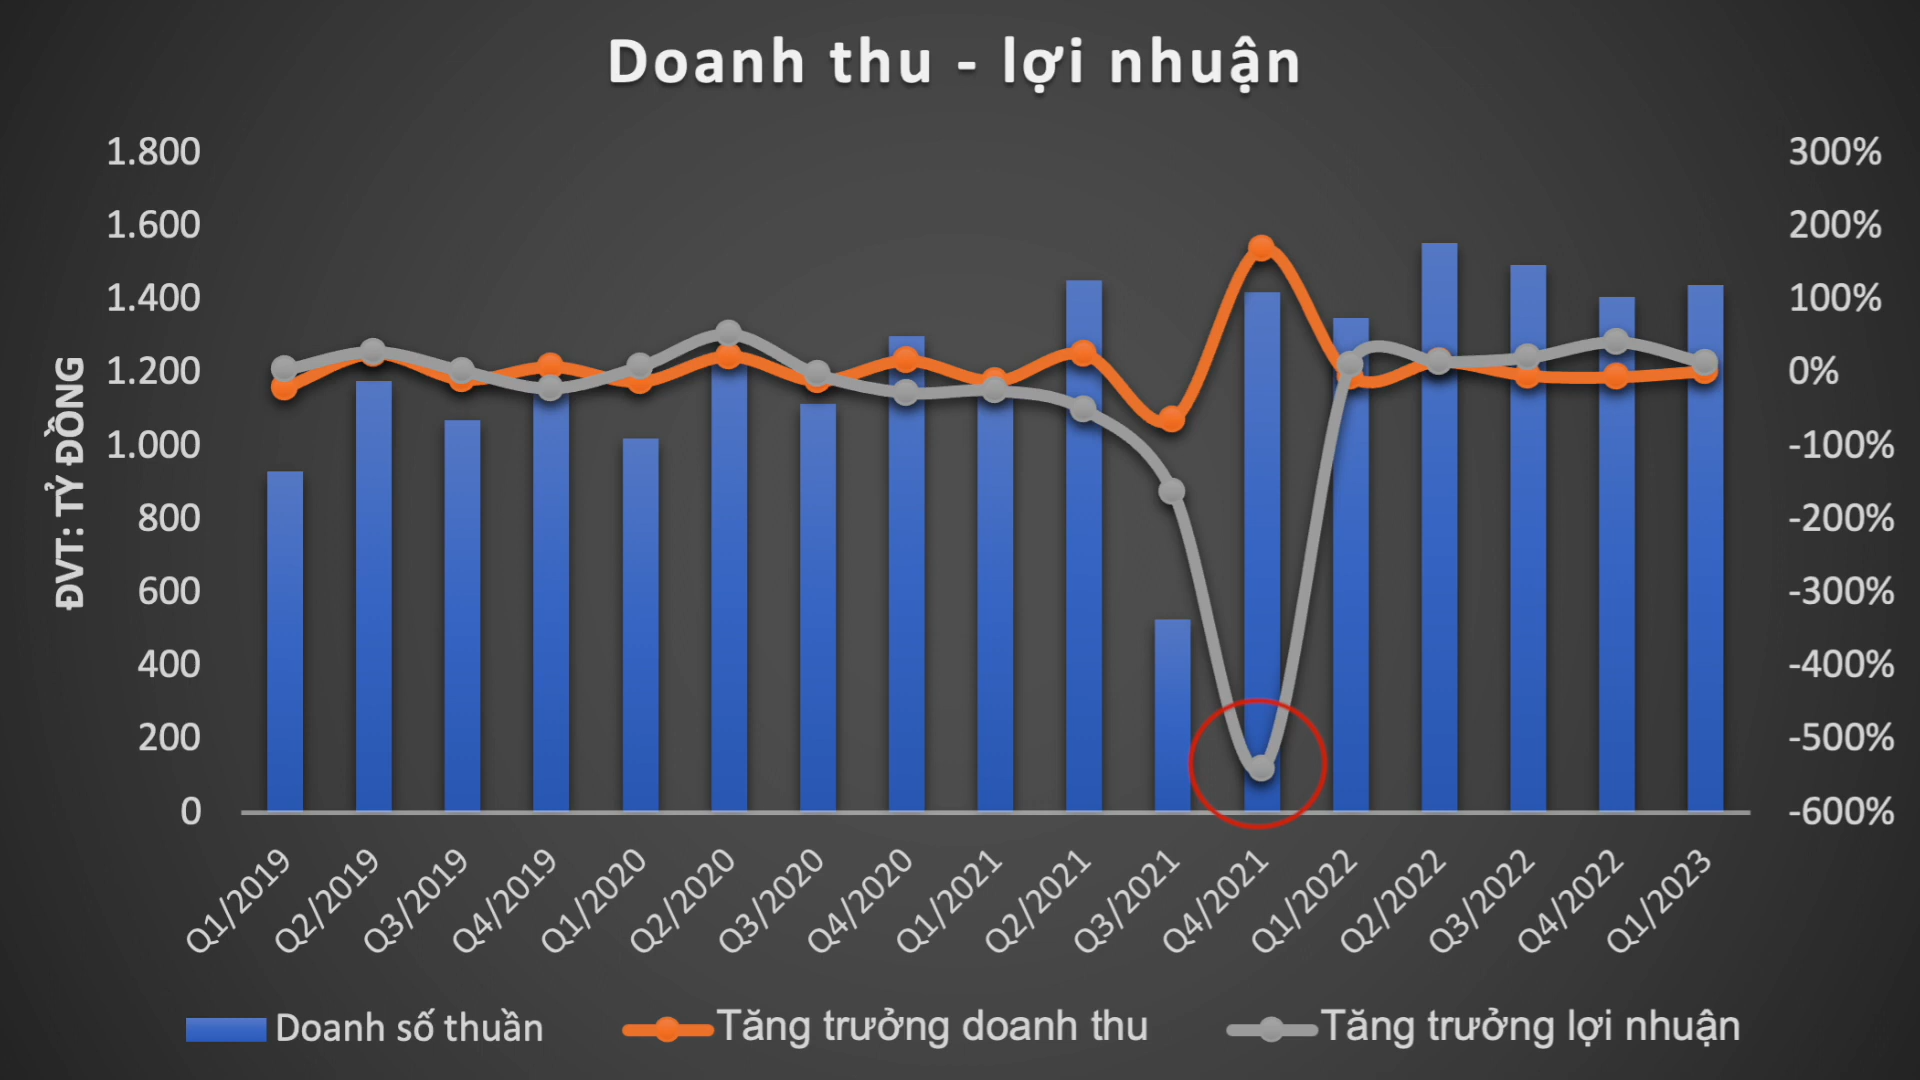 Doanh thu - lợi nhuận
1.800
1.600
1.400
1.200
1.000
800
600
400
200
0
ĐVT: TỶ ĐỒNG
300%
200%
100%
0%
-100%
-200%
-300%
-400%
-500%
-600%
Q1/2019
Q2/2019
Q3/2019
Q4/2019
Q1/2020
Q2/2020
Q3/2020
Q4/2020
Q1/2021
Q2/2021
Q3/2021
Q4/2021
Q1/2022
Q2/2022
Q3/2022
Q4/2022
Q1/2023
Doanh số thuần
Tăng trưởng doanh thu
Tăng trưởng lợi nhuận